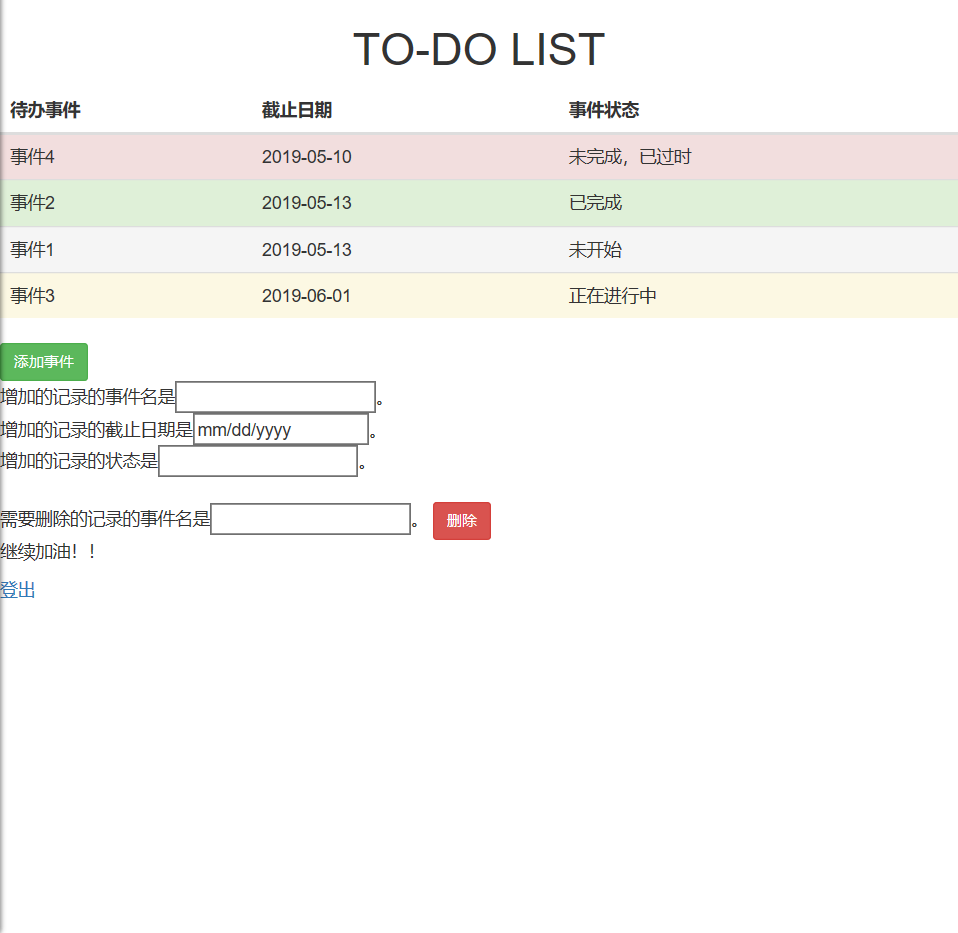 TO-DO LIST
待办事件 截止日期 事件状态
事件4 2019-05-10 未完成，已过时
事件2 2019-05-13 已完成
事件1 2019-05-13 未开始
事件3 2019-06-01 正在进行中
添加事件
增加的记录的事件名是 。
增加的记录的截止日期是 mm/dd/yyyy 。
增加的记录的状态是 。
需要删除的记录的事件名是 。 删除
继续加油！！
登出